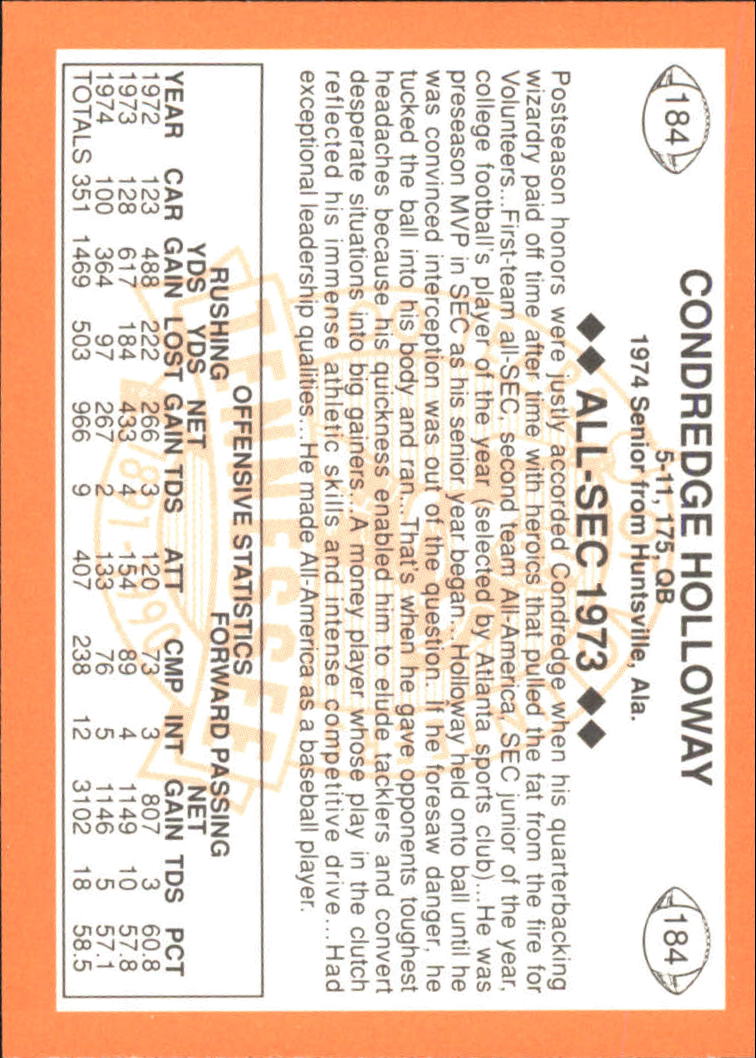 184
CONDREDGE HOLLOWAY
184
5-11, 175, QB
1974 Senior from Huntsville, Ala.
◆◆ ALL-SEC 1973 ◆◆
Postseason honors were justly accorded Condredge when his quarterbacking
wizardry paid off time after time with heroics that pulled the fat from the fire for
Volunteers...First-team all-SEC, second team All-America, SEC junior of the year,
college football's player of the year (selected by Atlanta sports club)...He was
preseason MVP in SEC as his senior year began...Holloway held onto ball until he
was convinced interception was out of the question. If he foresaw danger, he
tucked the ball into his body and ran...That's when he gave opponents toughest
headaches because his quickness enabled him to elude tacklers and convert
desperate situations into big gainers...A money player whose play in the clutch
reflected his immense athletic skills and intense competitive drive...Had
exceptional leadership qualities...He made All-America as a baseball player.
OFFENSIVE STATISTICS
RUSHING FORWARD PASSING
YDS YDS NET NET
YEAR CAR GAIN LOST GAIN TDS ATT CMP INT GAIN TDS PCT
1972 123 488 222 266 3 120 73 3 807 3 60.8
1973 128 617 184 433 4 154 89 4 1149 10 57.8
1974 100 364 97 267 2 133 76 5 1146 5 57.1
TOTALS 351 1469 503 966 9 407 238 12 3102 18 58.5
TENNESSEE
1891-1990